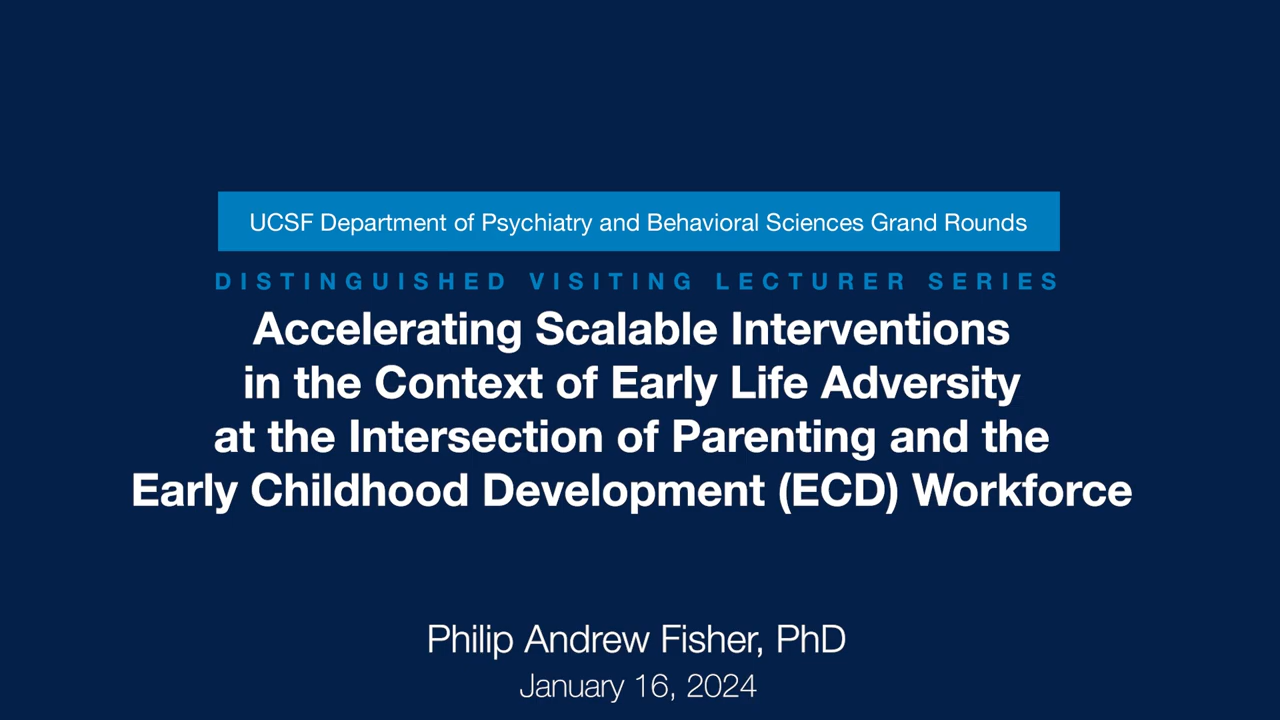 UCSF Department of Psychiatry and Behavioral Sciences Grand Rounds
DISTINGUISHED VISITING LECTURER SERIES
Accelerating Scalable Interventions
in the Context of Early Life Adversity
at the Intersection of Parenting and the
Early Childhood Development (ECD) Workforce
Philip Andrew Fisher, PhD
January 16, 2024